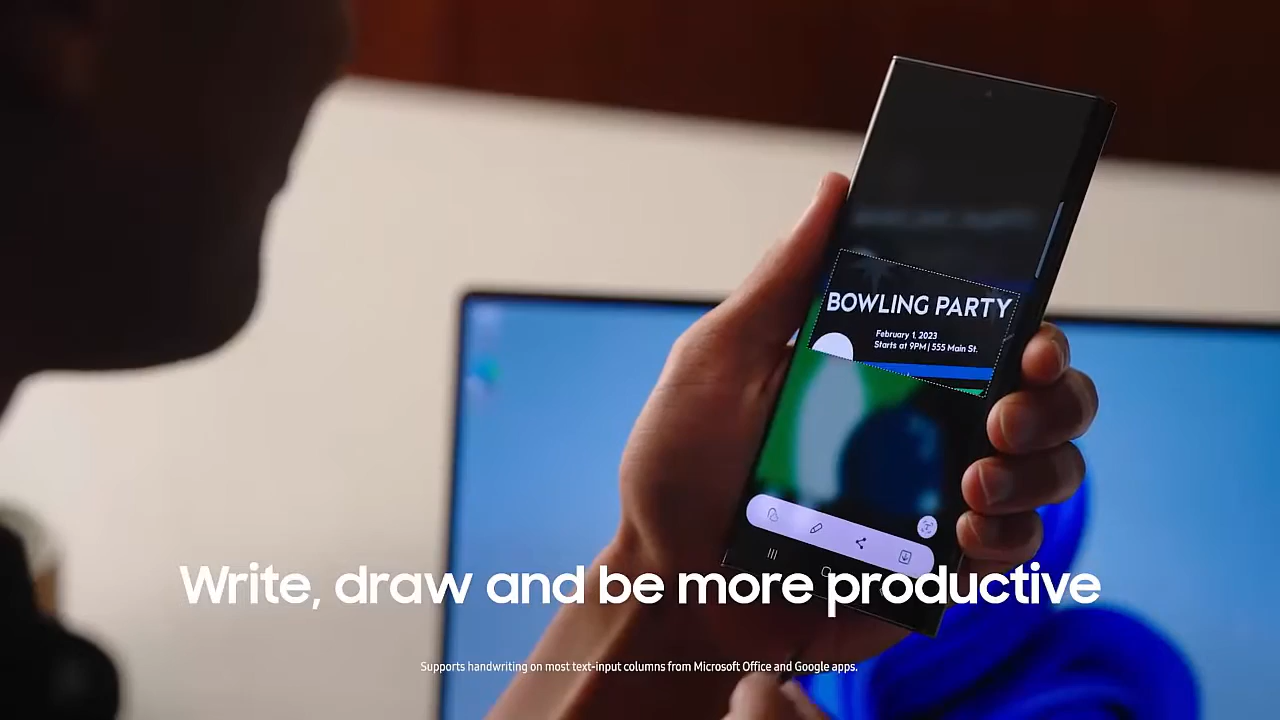 BOWLING PARTY
February 1, 2023
Starts at 9PM | 555 Main St.
Write, draw and be more productive
Supports handwriting on most text-input columns from Microsoft Office and Google apps.